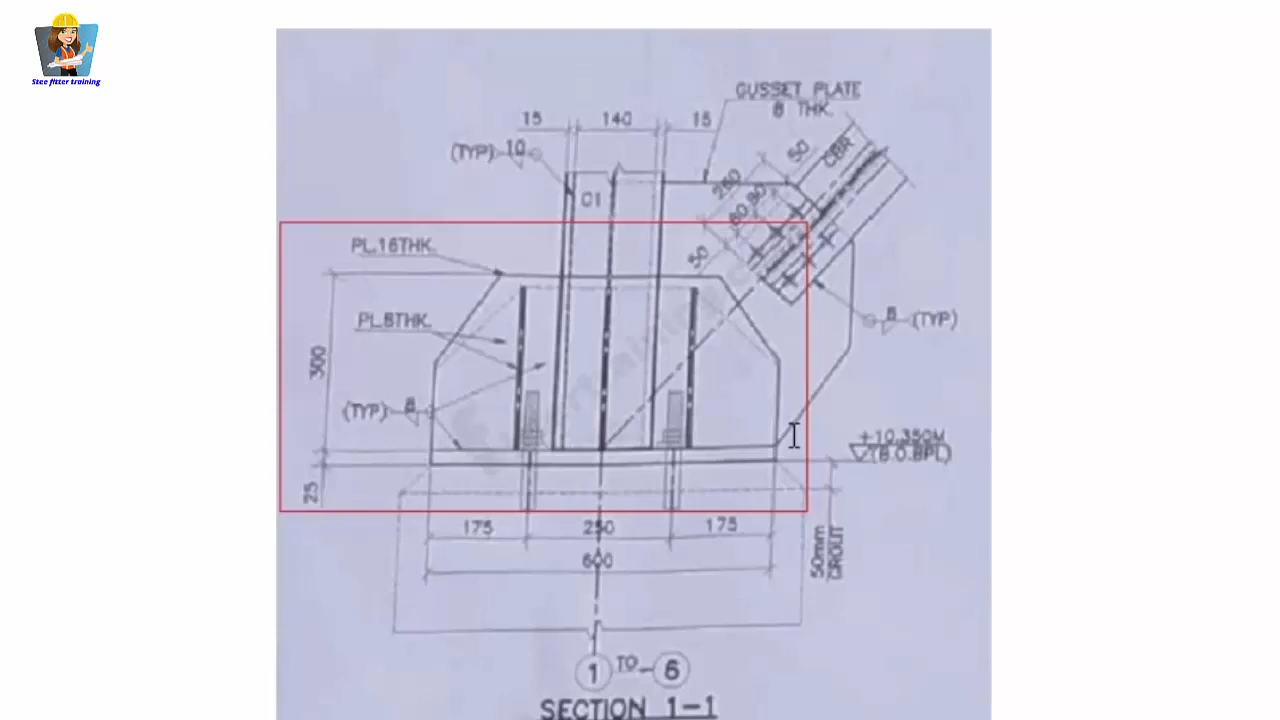 Stee fitter training
GUSSET PLATE
8 THK.
15
140
15
(TYP)
10
C1
50
CBR
50
PL.16THK.
PL.8THK.
300
(TYP)
8
8
(TYP)
+10.350M
(B.O.BPL)
25
175
250
175
600
50mm
GROUT
1 TO 6
SECTION 1-1